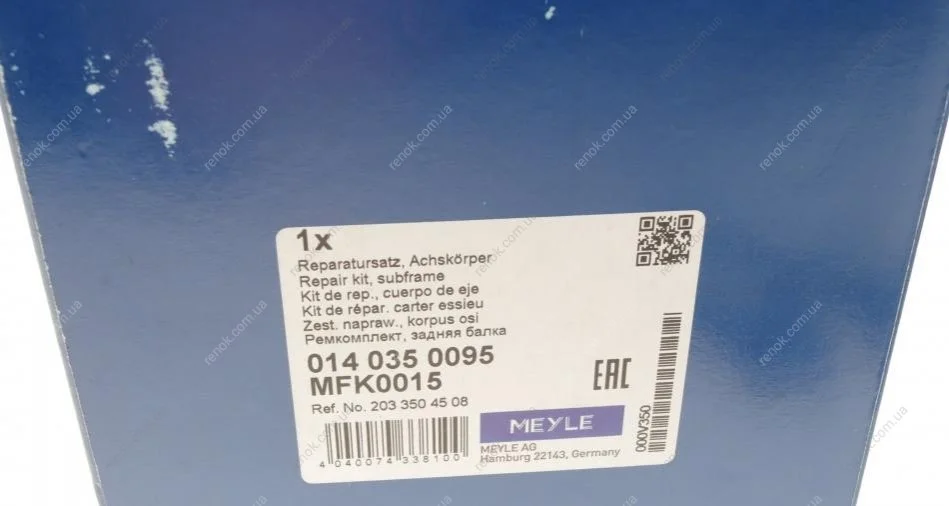 1x
Reparatursatz, Achskörper
Repair kit, subframe
Kit de rep., cuerpo de eje
Kit de répar. carter essieu
Zest. napraw., korpus osi
Ремкомплект, задняя балка
014 035 0095
MFK0015
EAC
Ref. No. 203 350 45 08
MEYLE
MEYLE AG
Hamburg 22143, Germany
4 040074 338100
000V350
renok.com.ua